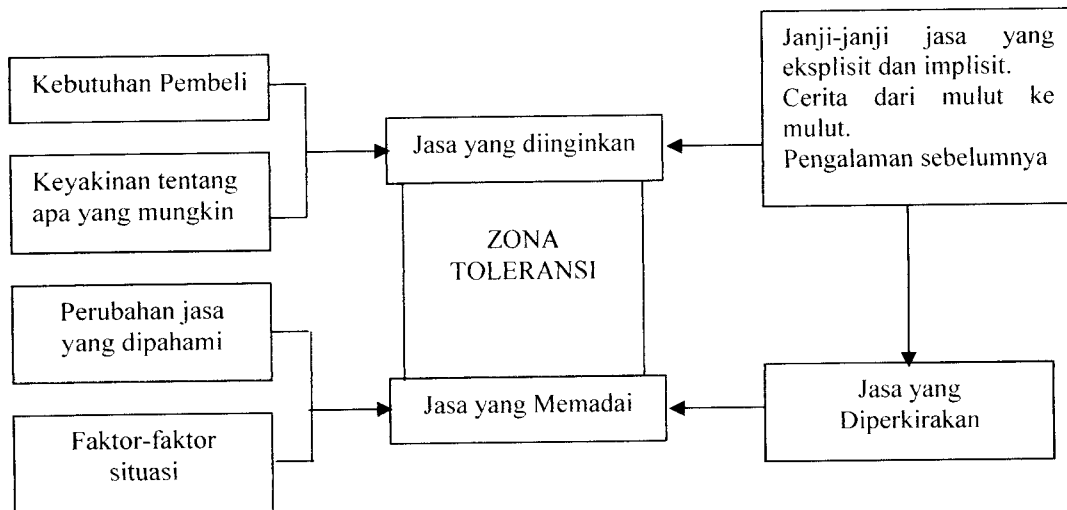 Kebutuhan Pembeli
Keyakinan tentang
apa yang mungkin
Perubahan jasa
yang dipahami
Faktor-faktor
situasi
Jasa yang diinginkan
ZONA
TOLERANSI
Jasa yang Memadai
Janji-janji jasa yang
eksplisit dan implisit.
Cerita dari mulut ke
mulut.
Pengalaman sebelumnya
Jasa yang
Diperkirakan